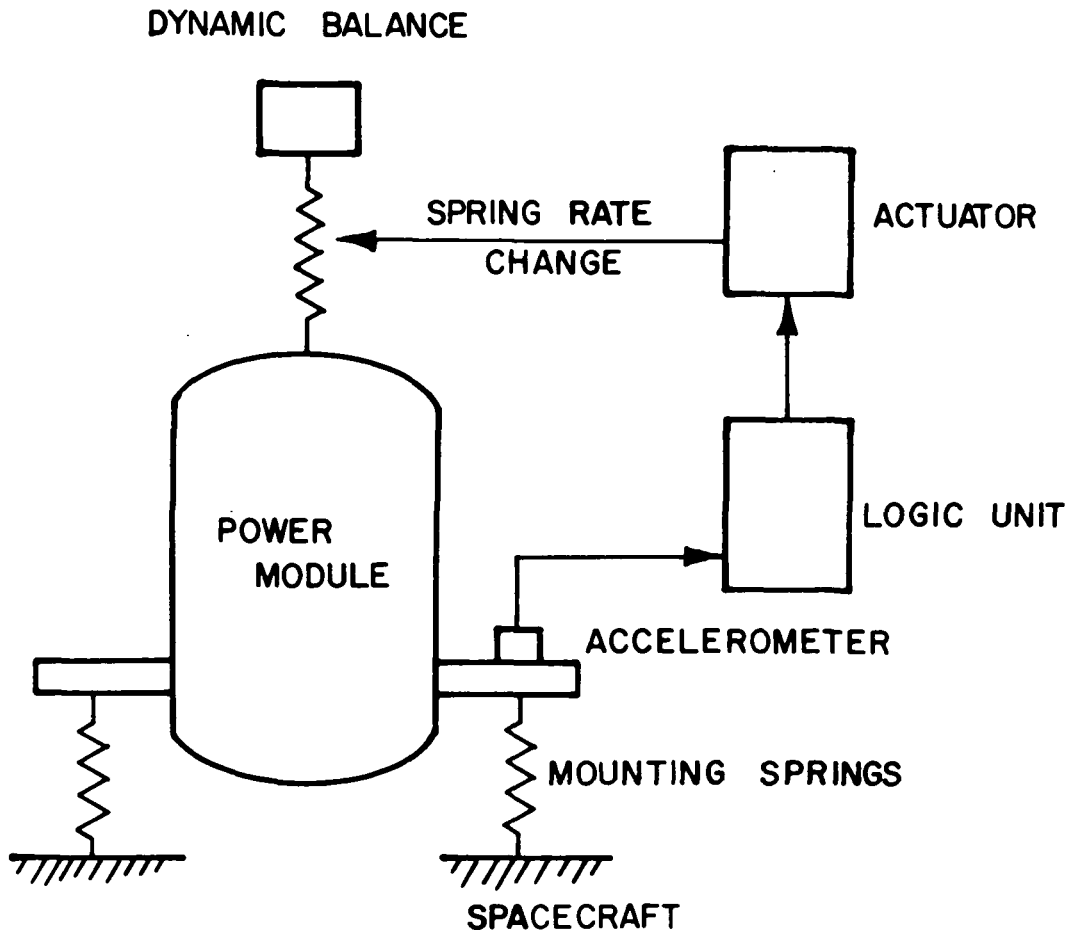 DYNAMIC BALANCE
SPRING RATE
CHANGE
ACTUATOR
POWER
MODULE
LOGIC UNIT
ACCELEROMETER
MOUNTING SPRINGS
SPACECRAFT